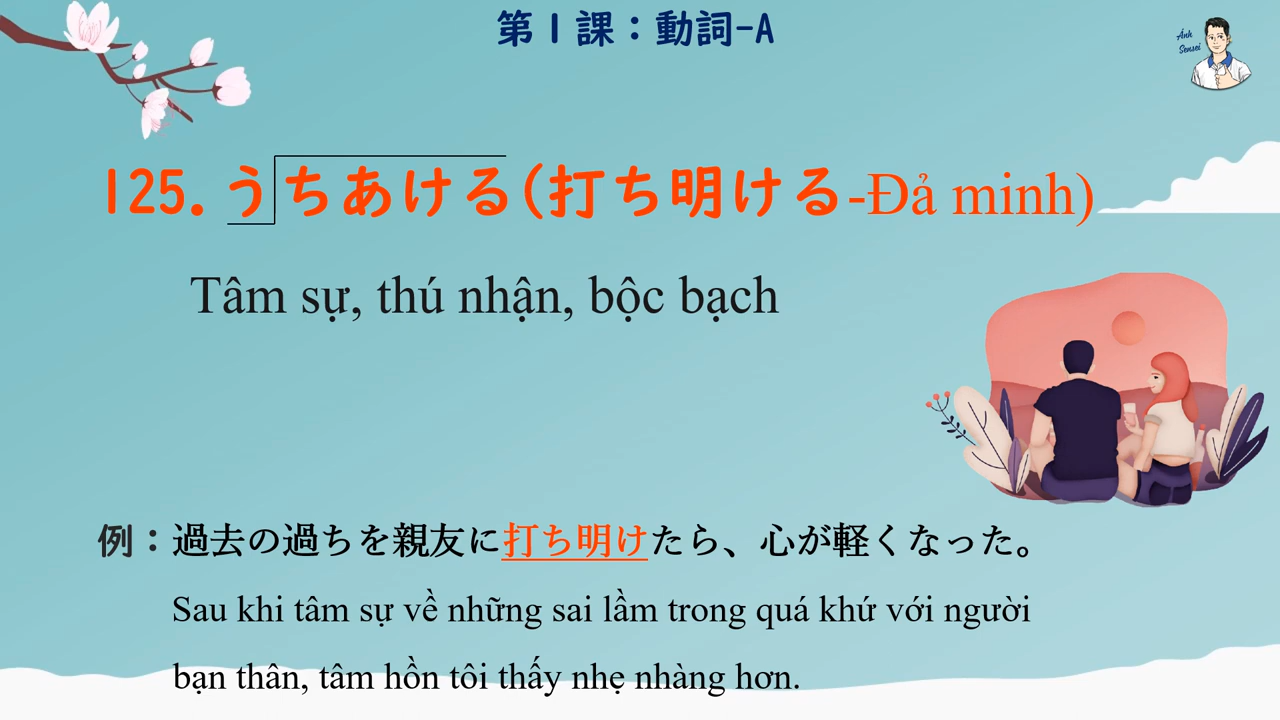 第1課：動詞-A
Anh
Sensei
125. うちあける(打ち明ける-Đả minh)
Tâm sự, thú nhận, bộc bạch
例：過去の過ちを親友に打ち明けたら、心が軽くなった。
Sau khi tâm sự về những sai lầm trong quá khứ với người
bạn thân, tâm hồn tôi thấy nhẹ nhàng hơn.